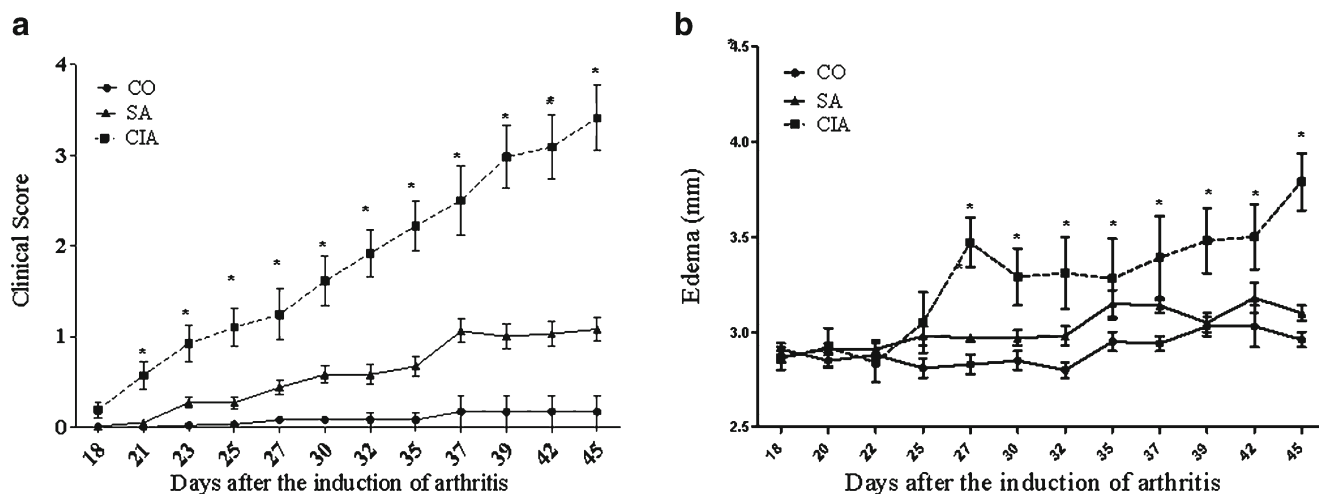 a
4
3
2
1
0
Clinical Score
CO
SA
CIA
* * * * * * * * * * *
18 21 23 25 27 30 32 35 37 39 42 45
Days after the induction of arthritis
b
*
4.5
4.0
3.5
3.0
2.5
Edema (mm)
CO
SA
CIA
* * * * * * * *
18 20 22 25 27 30 32 35 37 39 42 45
Days after the induction of arthritis